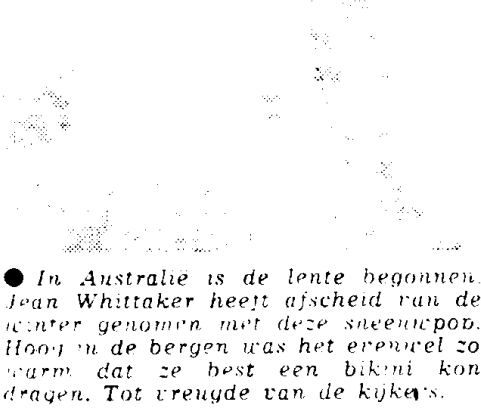 ● In Australië is de lente begonnen.
Jean Whittaker heeft afscheid van de
winter genomen met deze sneeuwpop.
Hoog in de bergen was het evenwel zo
warm dat ze best een bikini kon
dragen. Tot vreugde van de kijkers.